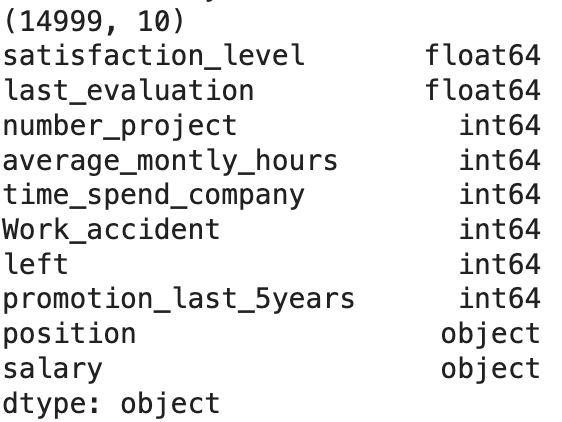 (14999, 10)
satisfaction_level float64
last_evaluation float64
number_project int64
average_montly_hours int64
time_spend_company int64
Work_accident int64
left int64
promotion_last_5years int64
position object
salary object
dtype: object